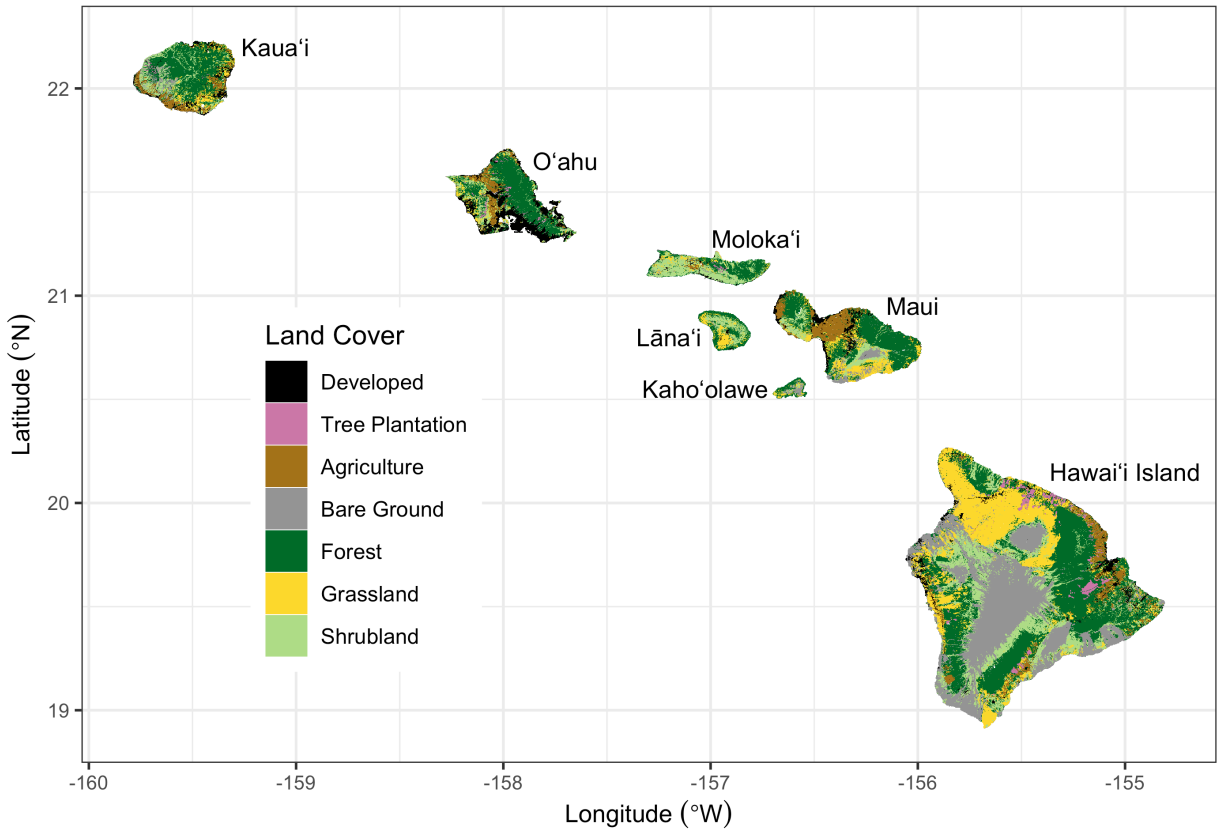 Kauaʻi
Oʻahu
Molokaʻi
Maui
Lānaʻi
Kahoʻolawe
Hawaiʻi Island
Land Cover
Developed
Tree Plantation
Agriculture
Bare Ground
Forest
Grassland
Shrubland
Latitude (°N)
22
21
20
19
-160
-159
-158
-157
-156
-155
Longitude (°W)